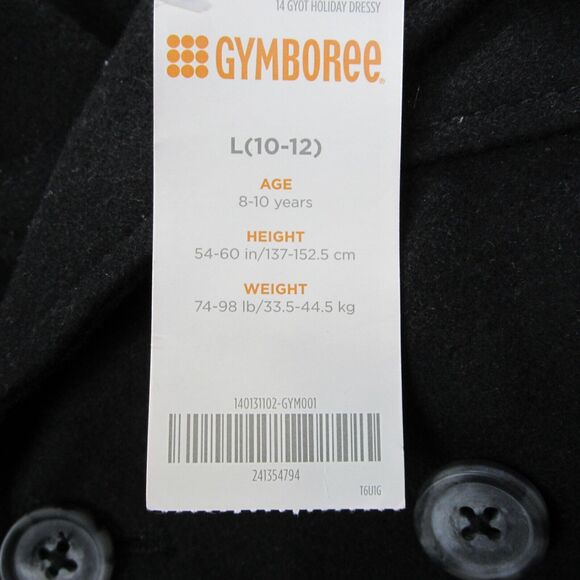 14 GYOT HOLIDAY DRESSY
GYMBOREE
L(10-12)
AGE
8-10 years
HEIGHT
54-60 in/137-152.5 cm
WEIGHT
74-98 lb/33.5-44.5 kg
140131102-GYM001
241354794
T6U1G